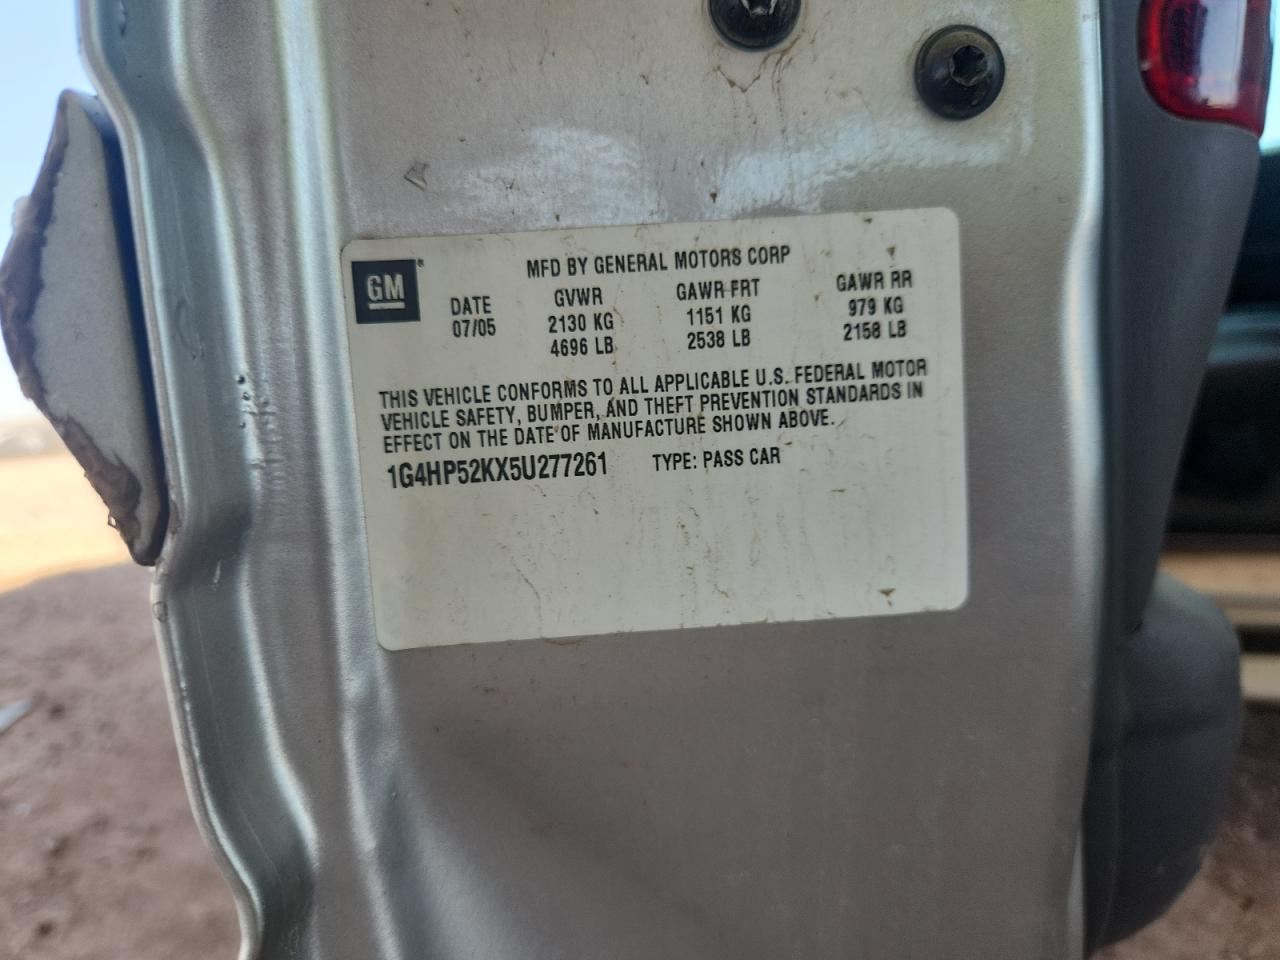 GM
MFD BY GENERAL MOTORS CORP
DATE GVWR GAWR FRT GAWR RR
07/05 2130 KG 1151 KG 979 KG
4696 LB 2538 LB 2158 LB
THIS VEHICLE CONFORMS TO ALL APPLICABLE U.S. FEDERAL MOTOR
VEHICLE SAFETY, BUMPER, AND THEFT PREVENTION STANDARDS IN
EFFECT ON THE DATE OF MANUFACTURE SHOWN ABOVE.
1G4HP52KX5U277261 TYPE: PASS CAR